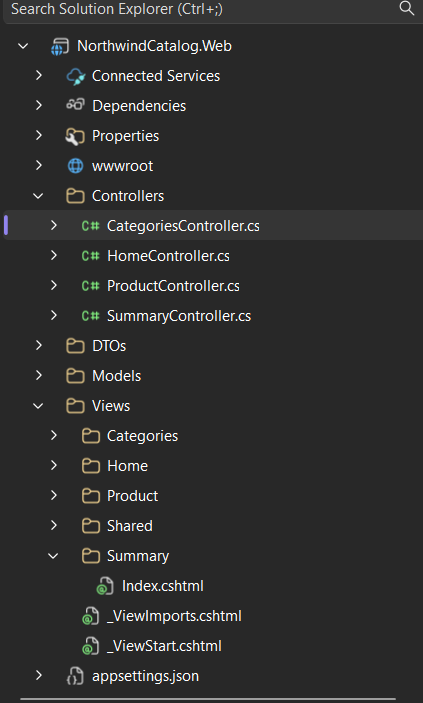 Search Solution Explorer (Ctrl+;)
NorthwindCatalog.Web
Connected Services
Dependencies
Properties
wwwroot
Controllers
C# CategoriesController.cs
C# HomeController.cs
C# ProductController.cs
C# SummaryController.cs
DTOs
Models
Views
Categories
Home
Product
Shared
Summary
Index.cshtml
_ViewImports.cshtml
_ViewStart.cshtml
appsettings.json